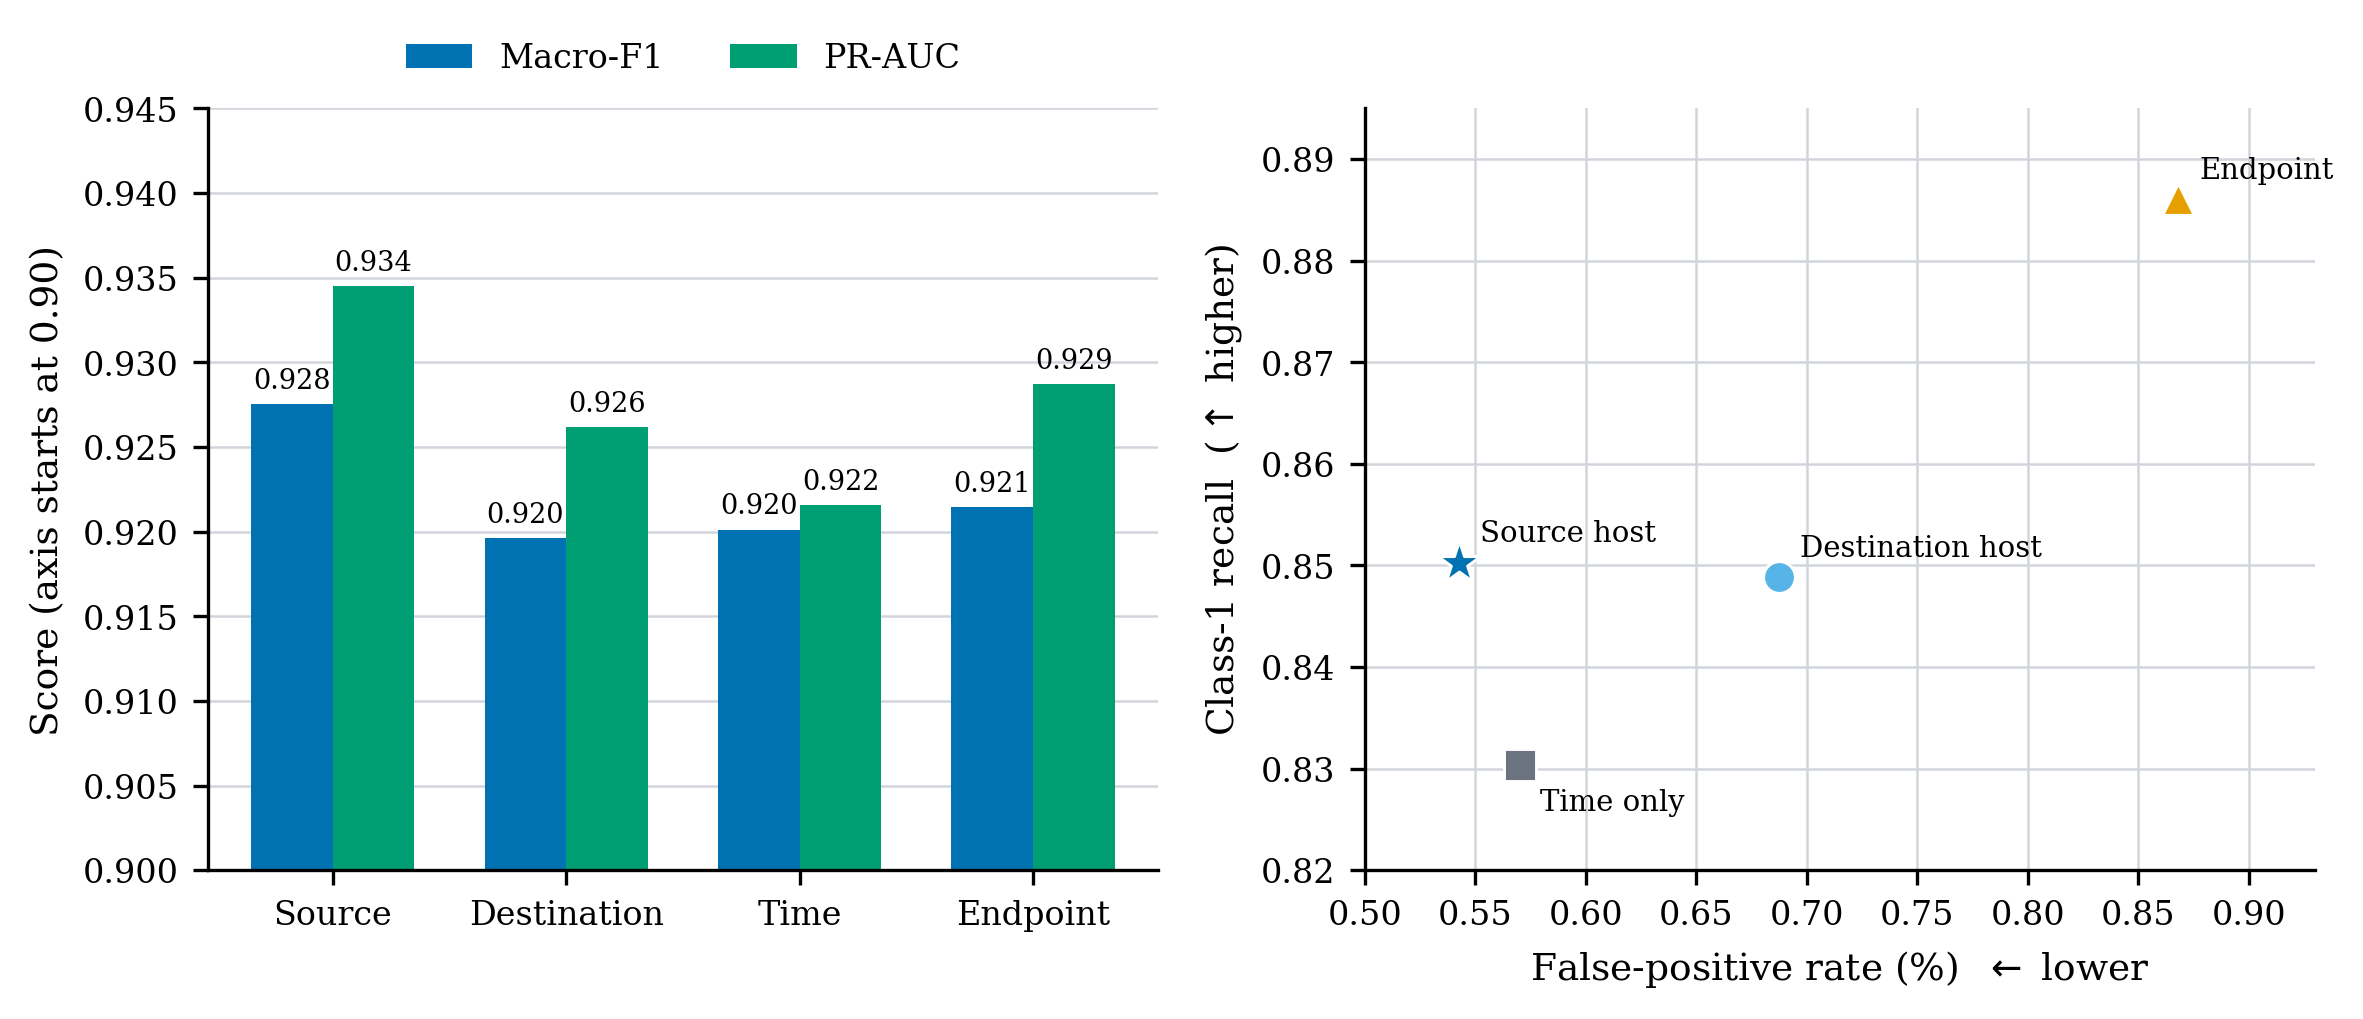 Macro-F1 PR-AUC
Score (axis starts at 0.90)
0.945
0.940
0.935
0.930
0.925
0.920
0.915
0.910
0.905
0.900
0.928
0.934
0.920
0.926
0.920
0.922
0.921
0.929
Source Destination Time Endpoint
Class-1 recall (↑ higher)
0.89
0.88
0.87
0.86
0.85
0.84
0.83
0.82
Endpoint
Source host
Destination host
Time only
0.50 0.55 0.60 0.65 0.70 0.75 0.80 0.85 0.90
False-positive rate (%) ← lower